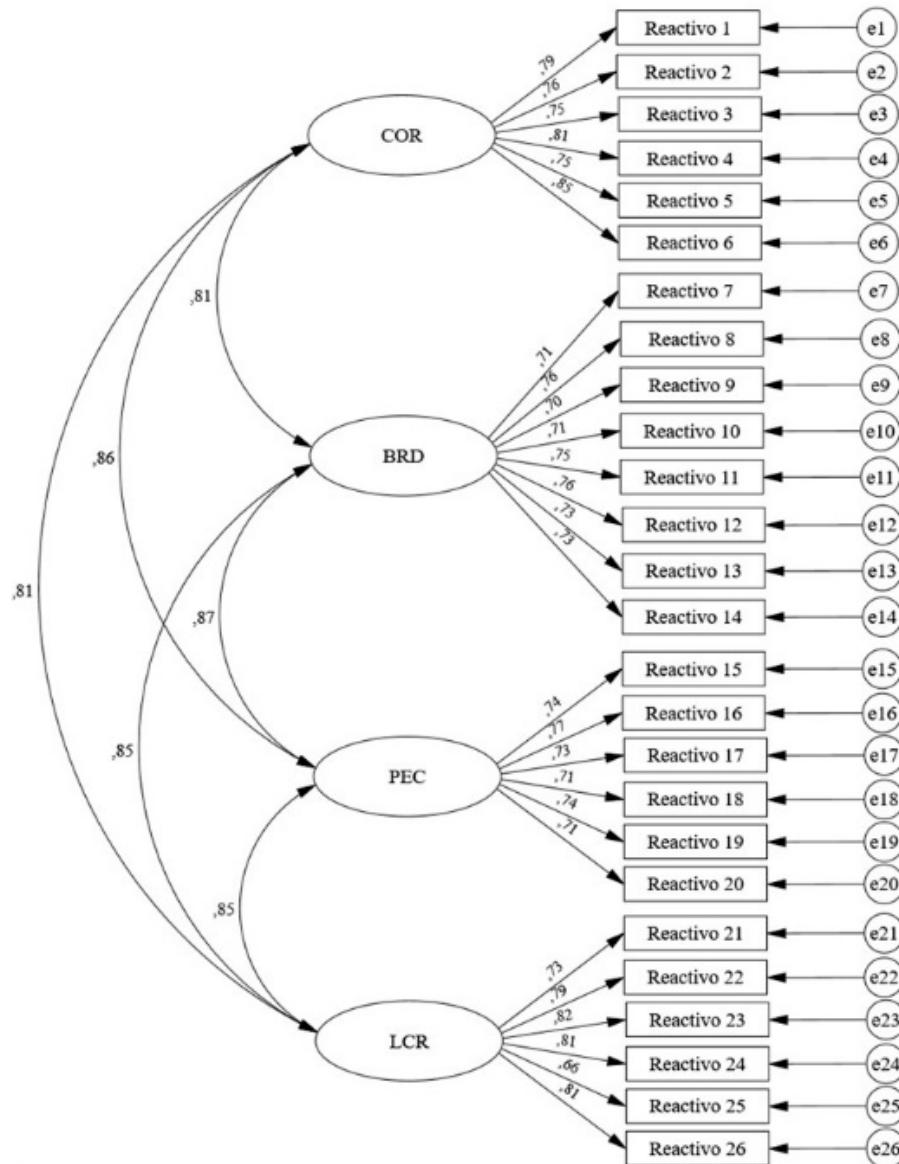 Reactivo 1 e1
,79
Reactivo 2 e2
,76
Reactivo 3 e3
,75
COR
,81
Reactivo 4 e4
,75
Reactivo 5 e5
,85
Reactivo 6 e6
,81
Reactivo 7 e7
,71
Reactivo 8 e8
,76
Reactivo 9 e9
,70
Reactivo 10 e10
,71
,86
BRD
,75
Reactivo 11 e11
,76
Reactivo 12 e12
,73
Reactivo 13 e13
,73
Reactivo 14 e14
,81
,87
Reactivo 15 e15
,74
Reactivo 16 e16
,77
Reactivo 17 e17
,73
,85
PEC
,71
Reactivo 18 e18
,74
Reactivo 19 e19
,71
Reactivo 20 e20
,85
Reactivo 21 e21
,73
Reactivo 22 e22
,79
Reactivo 23 e23
,82
LCR
,81
Reactivo 24 e24
,66
Reactivo 25 e25
,81
Reactivo 26 e26